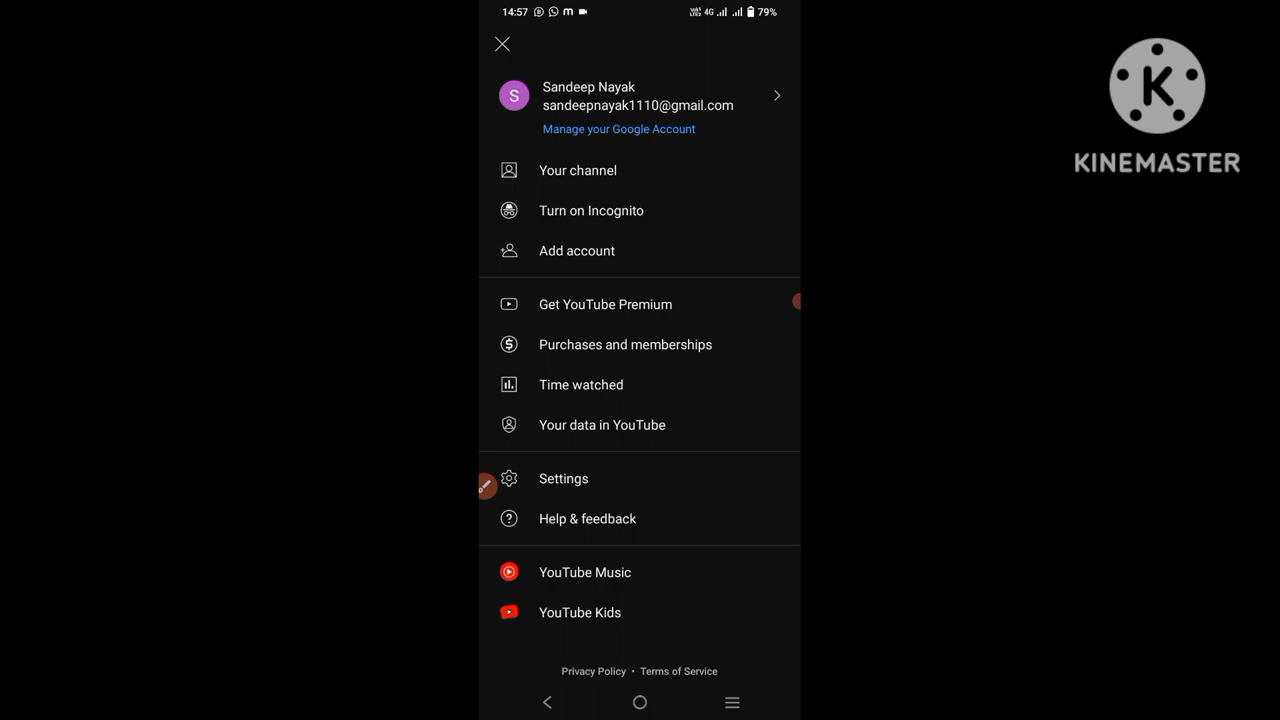 14:57
4G
79%
Sandeep Nayak
sandeepnayak1110@gmail.com
Manage your Google Account
Your channel
Turn on Incognito
Add account
Get YouTube Premium
Purchases and memberships
Time watched
Your data in YouTube
Settings
Help & feedback
YouTube Music
YouTube Kids
Privacy Policy • Terms of Service
K
KINEMASTER